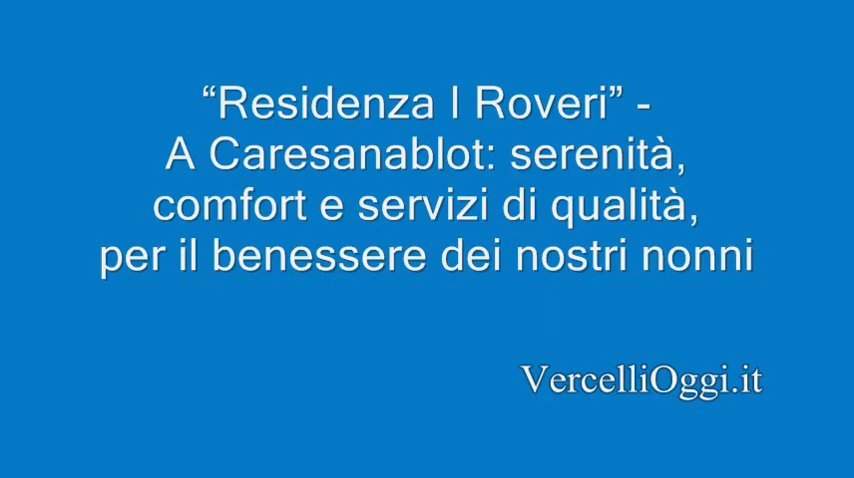 “Residenza I Roveri” -
A Caresanablot: serenità,
comfort e servizi di qualità,
per il benessere dei nostri nonni
VercelliOggi.it